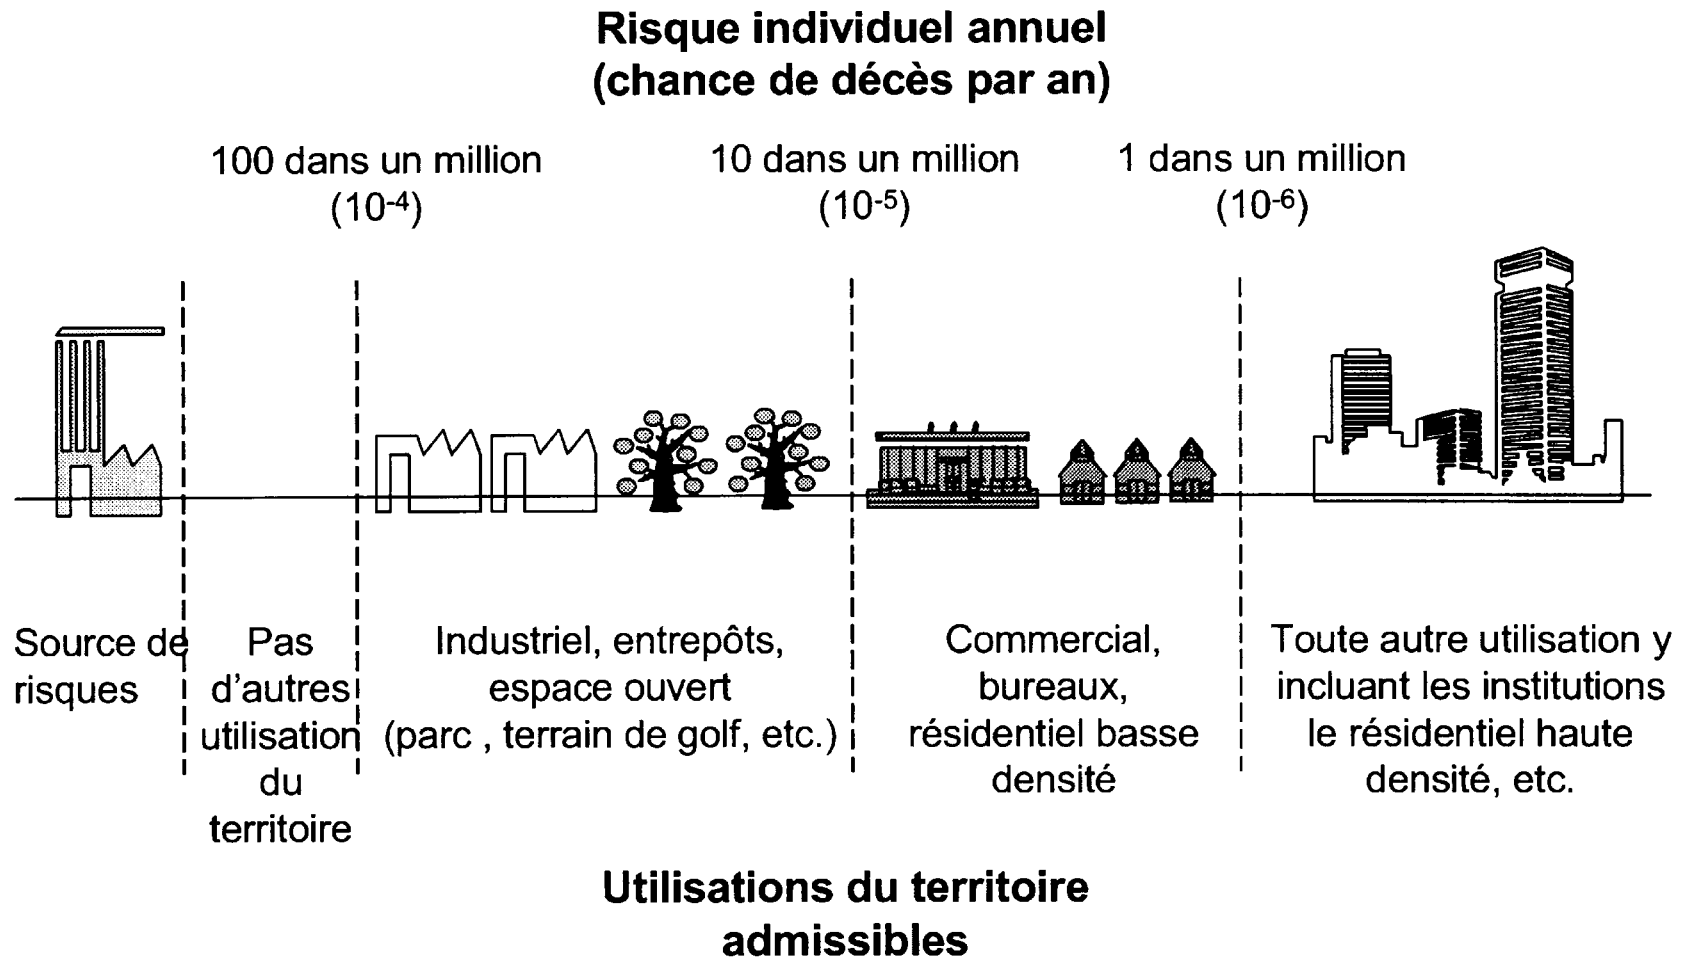 Risque individuel annuel
(chance de décès par an)
100 dans un million
(10-4)
10 dans un million
(10-5)
1 dans un million
(10-6)
Source de
risques
Pas
d'autres
utilisation
du
territoire
Industriel, entrepôts,
espace ouvert
(parc , terrain de golf, etc.)
Commercial,
bureaux,
résidentiel basse
densité
Toute autre utilisation y
incluant les institutions
le résidentiel haute
densité, etc.
Utilisations du territoire
admissibles